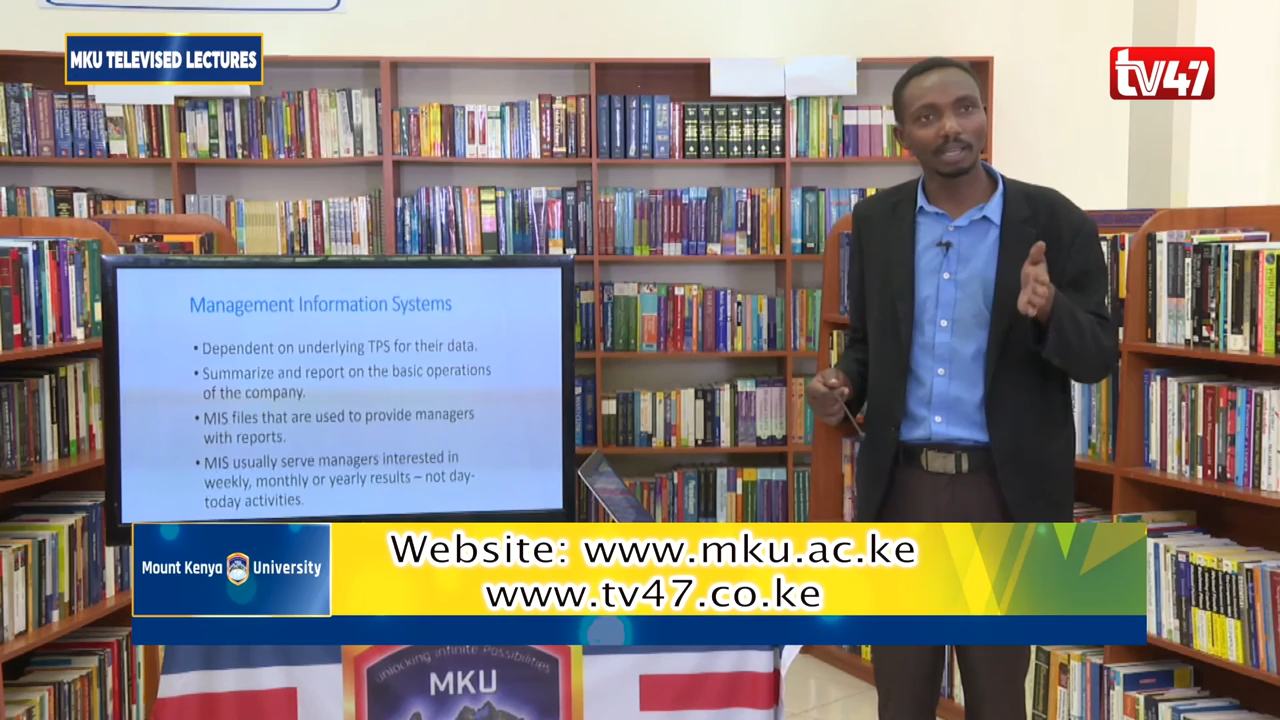 MKU TELEVISED LECTURES
tv47
Management Information Systems
• Dependent on underlying TPS for their data.
• Summarize and report on the basic operations
of the company.
• MIS files that are used to provide managers
with reports.
• MIS usually serve managers interested in
weekly, monthly or yearly results – not day-
today activities.
Mount Kenya University
Website: www.mku.ac.ke
www.tv47.co.ke
Unlocking Infinite Possibilities
MKU